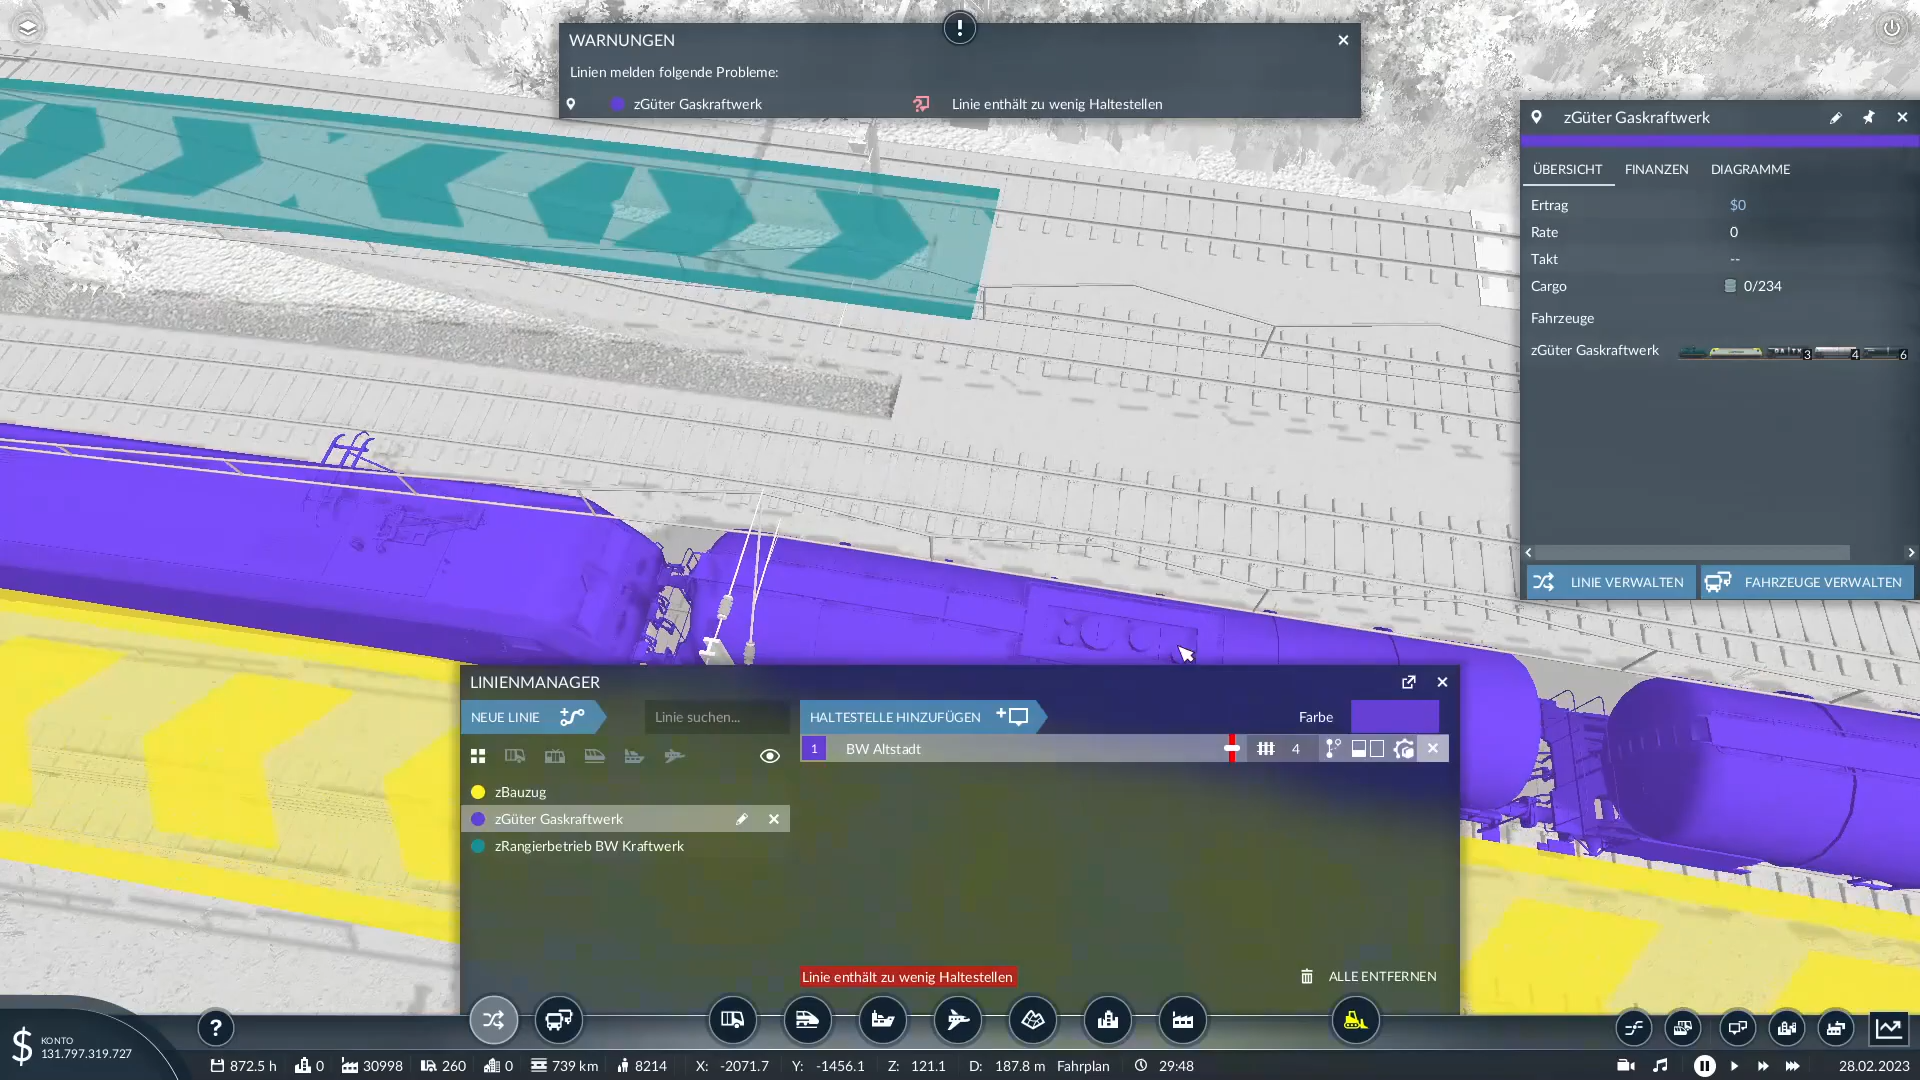 WARNUNGEN
Linien melden folgende Probleme:
zGüter Gaskraftwerk
Linie enthält zu wenig Haltestellen
zGüter Gaskraftwerk
ÜBERSICHT FINANZEN DIAGRAMME
Ertrag $0
Rate 0
Takt --
Cargo 0/234
Fahrzeuge
zGüter Gaskraftwerk 3 4 6
LINIE VERWALTEN FAHRZEUGE VERWALTEN
LINIENMANAGER
NEUE LINIE Linie suchen... HALTESTELLE HINZUFÜGEN Farbe
1 BW Altstadt 4
zBauzug
zGüter Gaskraftwerk
zRangierbetrieb BW Kraftwerk
Linie enthält zu wenig Haltestellen ALLE ENTFERNEN
?
$ KONTO
131.797.319.727
872.5 h 0 30998 260 0 739 km 8214 X: -2071.7 Y: -1456.1 Z: 121.1 D: 187.8 m Fahrplan 29:48 28.02.2023